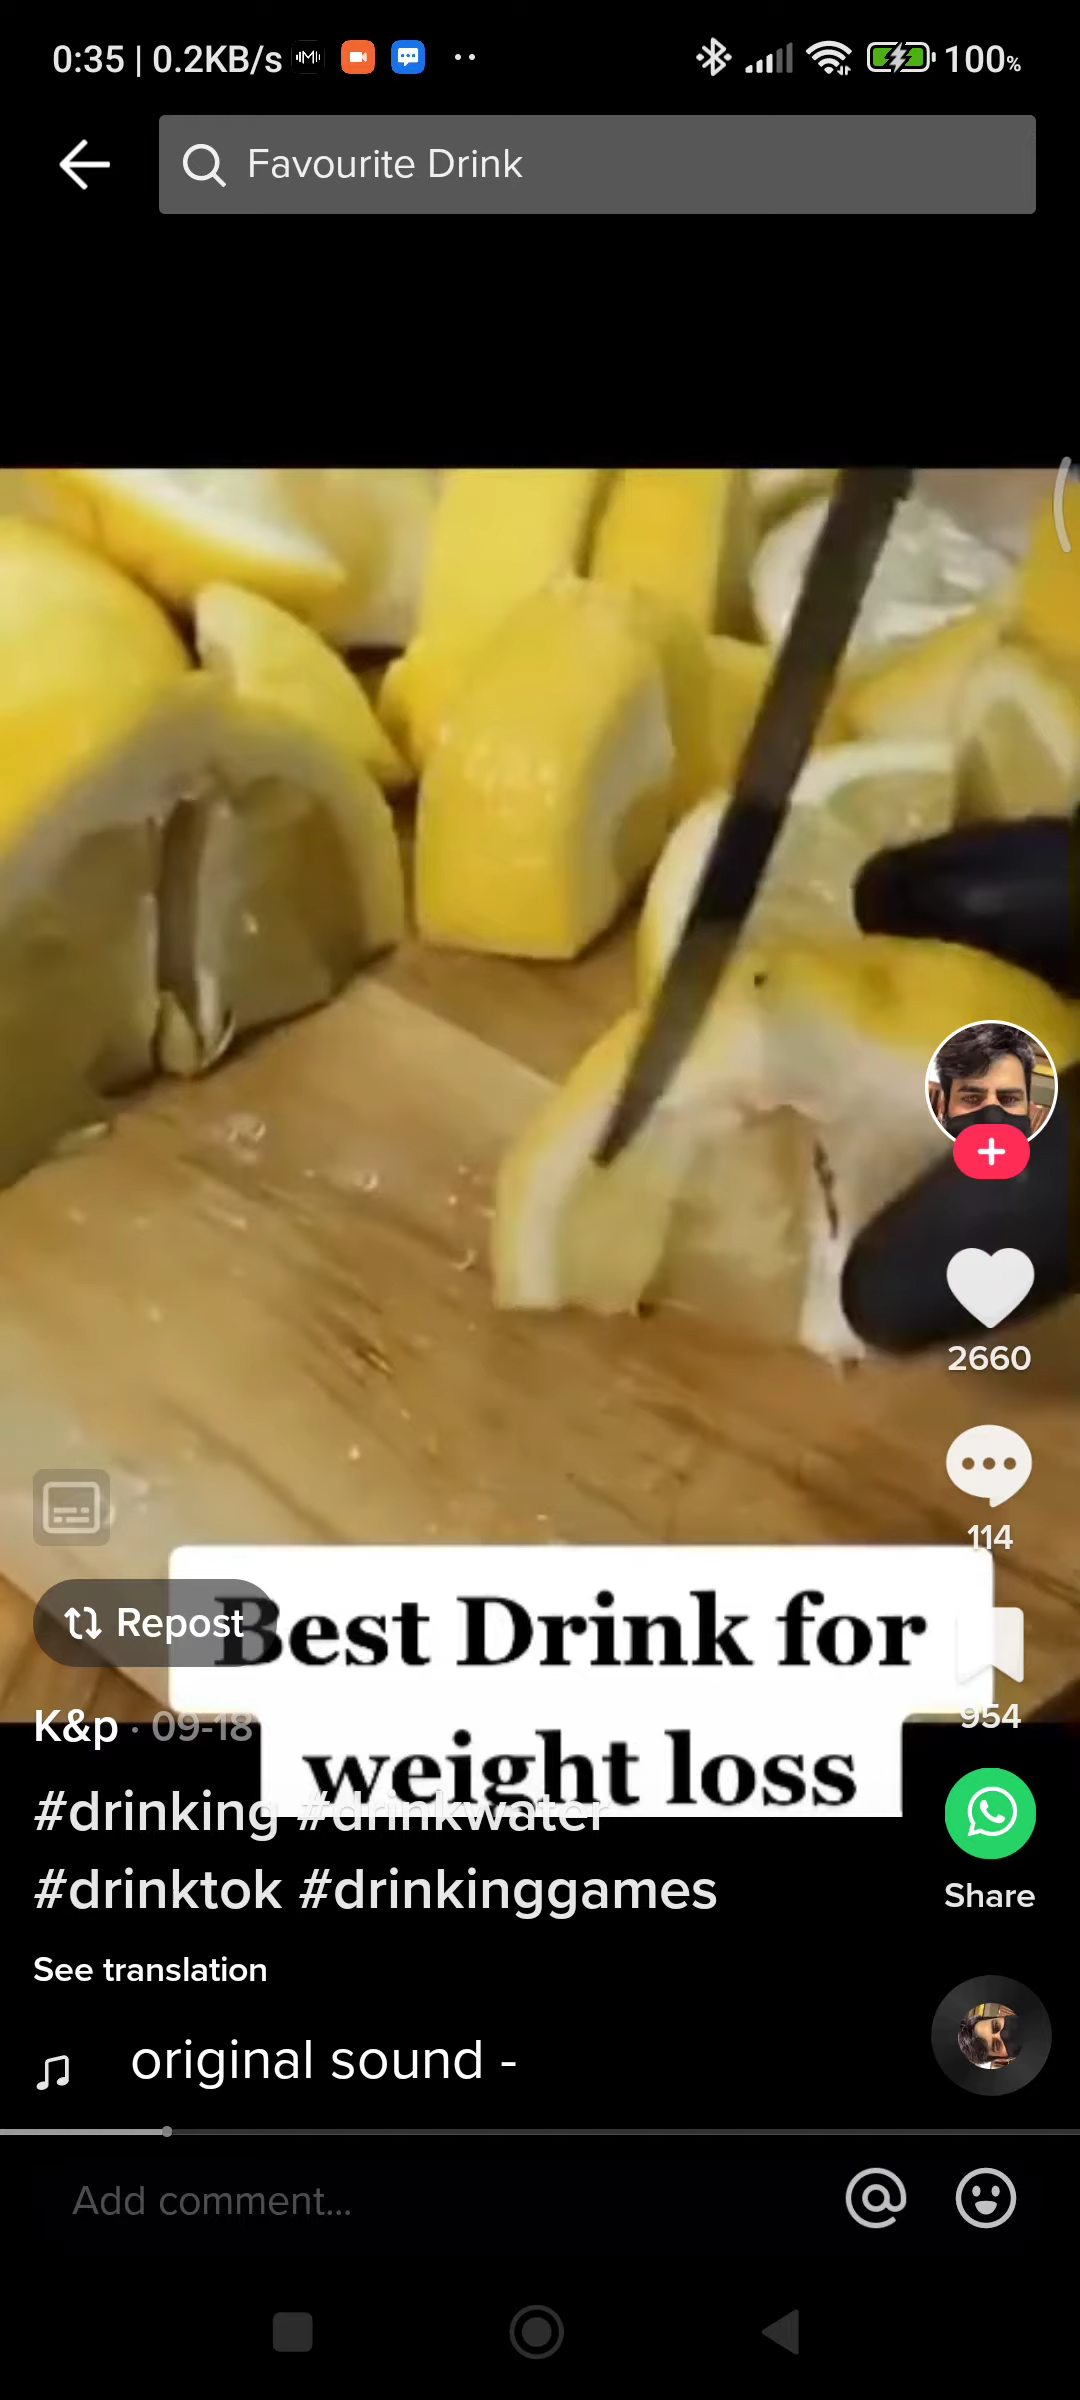 0:35 | 0.2KB/s
100%
Favourite Drink
2660
114
Best Drink for
Repost
954
K&p · 09-18
weight loss
#drinking #drinkwater
#drinktok #drinkinggames
Share
See translation
original sound -
Add comment...